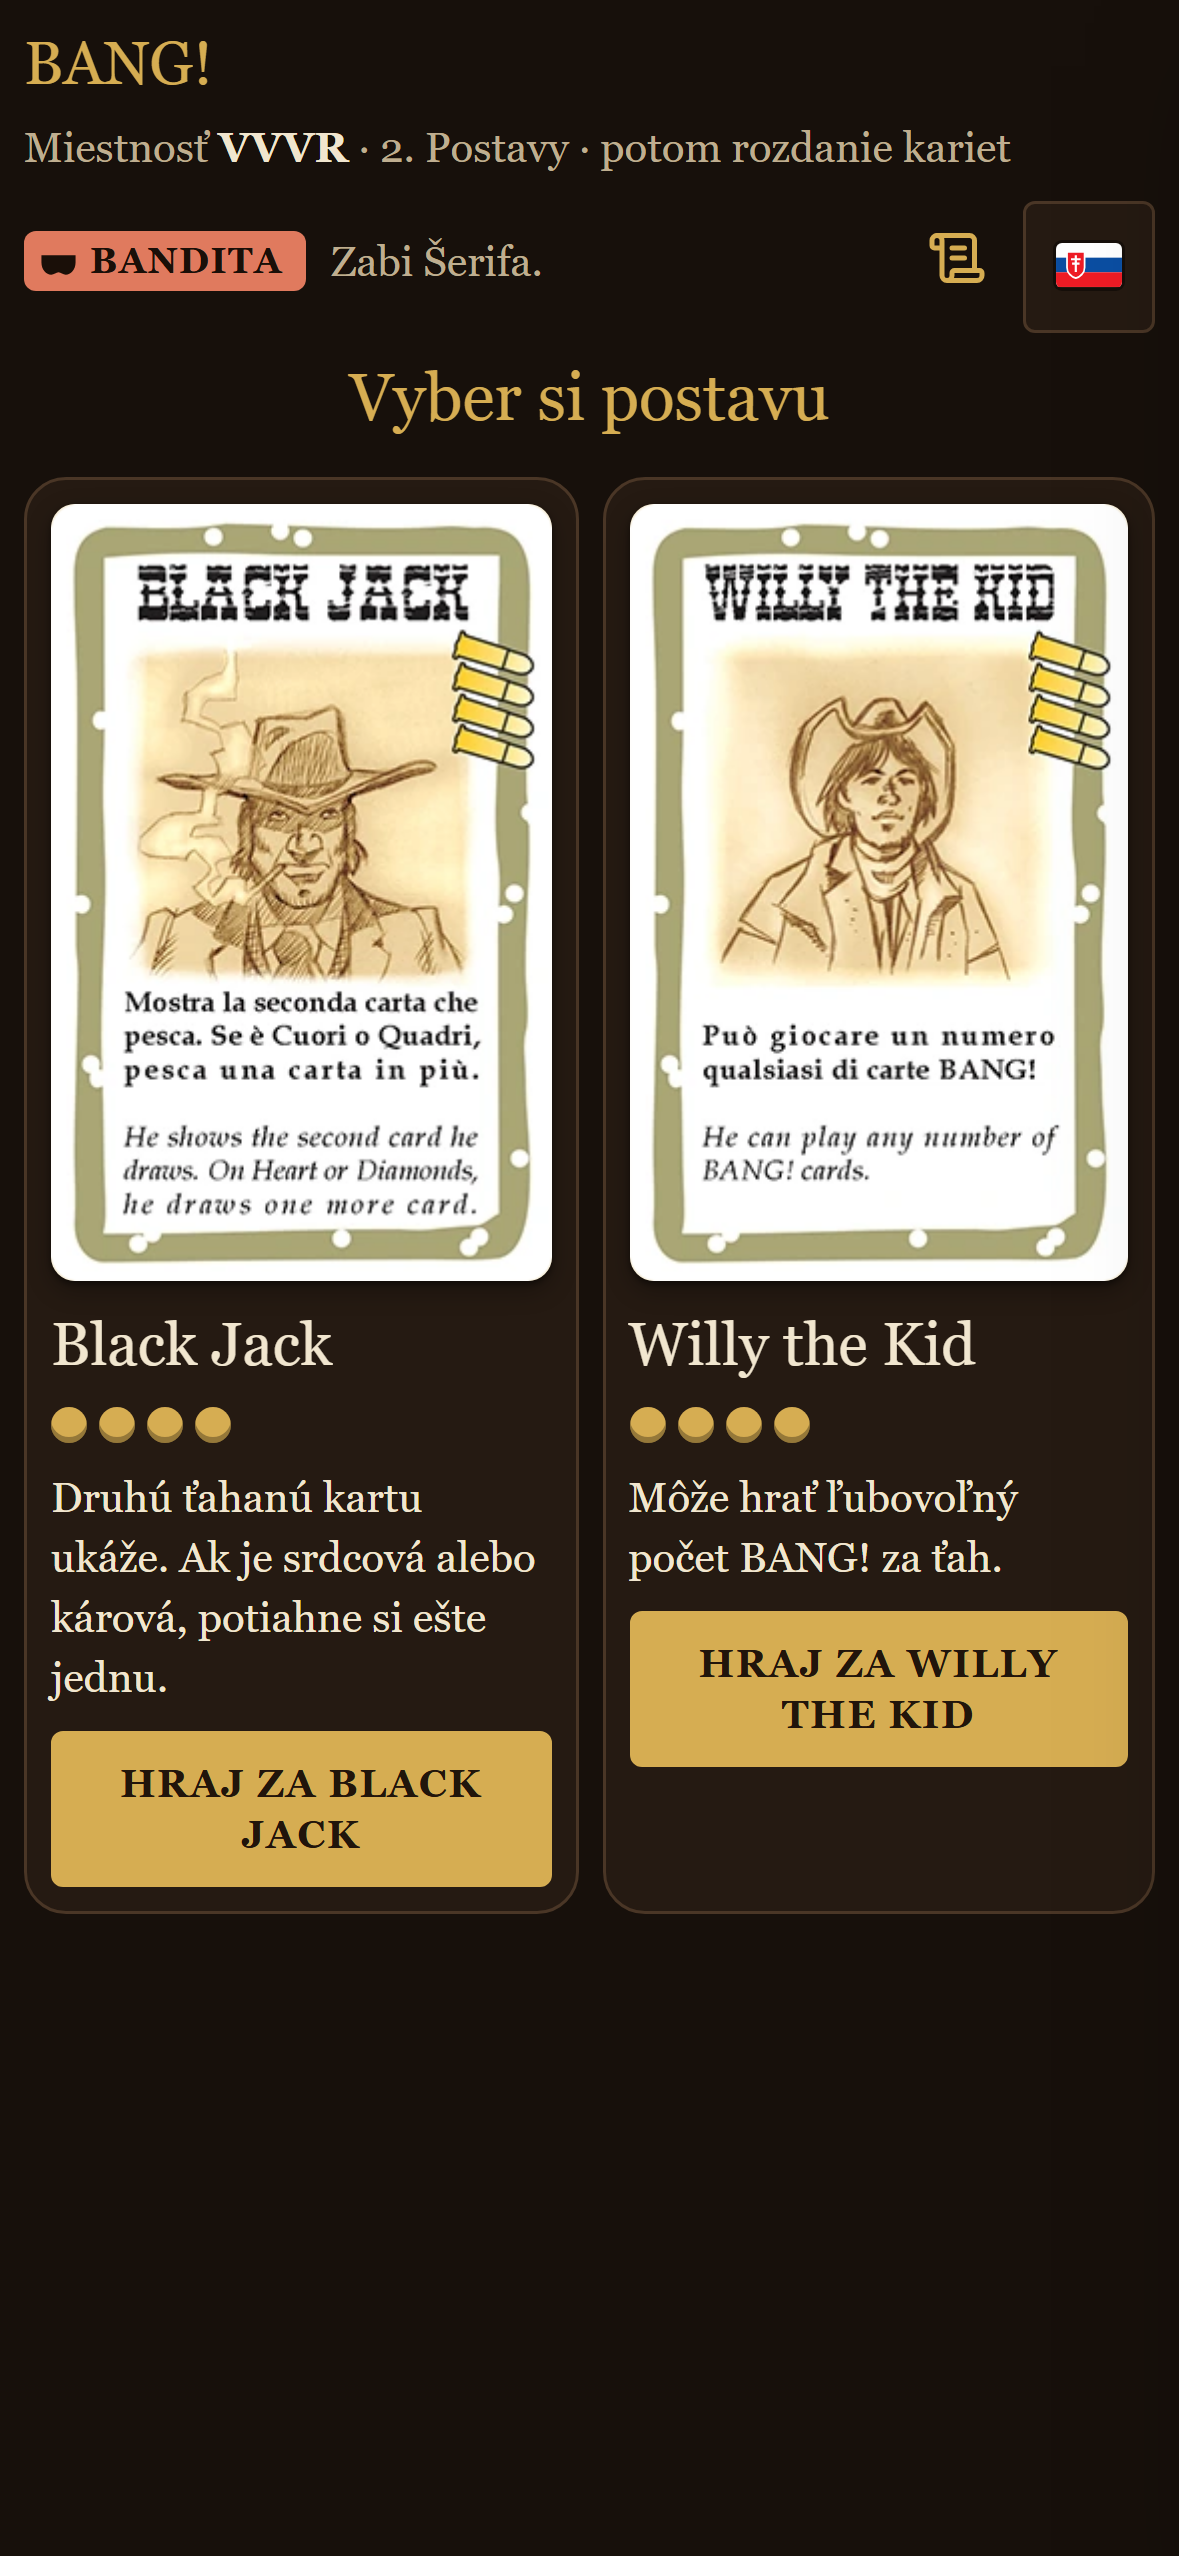 BANG!
Miestnosť VVVR · 2. Postavy · potom rozdanie kariet
BANDITA Zabi Šerifa.
Vyber si postavu
BLACK JACK
Mostra la seconda carta che
pesca. Se è Cuori o Quadri,
pesca una carta in più.
He shows the second card he
draws. On Heart or Diamonds,
he draws one more card.
Black Jack
Druhú ťahanú kartu
ukáže. Ak je srdcová alebo
kárová, potiahne si ešte
jednu.
HRAJ ZA BLACK
JACK
WILLY THE KID
Può giocare un numero
qualsiasi di carte BANG!
He can play any number of
BANG! cards.
Willy the Kid
Môže hrať ľubovoľný
počet BANG! za ťah.
HRAJ ZA WILLY
THE KID